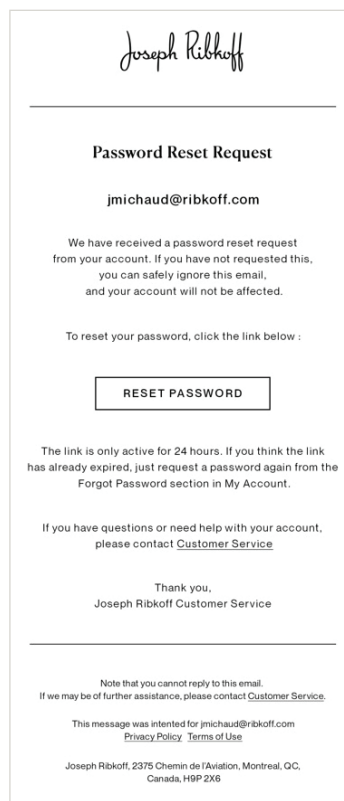 Joseph Ribkoff
Password Reset Request
jmichaud@ribkoff.com
We have received a password reset request
from your account. If you have not requested this,
you can safely ignore this email,
and your account will not be affected.
To reset your password, click the link below :
RESET PASSWORD
The link is only active for 24 hours. If you think the link
has already expired, just request a password again from the
Forgot Password section in My Account.
If you have questions or need help with your account,
please contact Customer Service
Thank you,
Joseph Ribkoff Customer Service
Note that you cannot reply to this email.
If we may be of further assistance, please contact Customer Service.
This message was intended for jmichaud@ribkoff.com
Privacy Policy Terms of Use
Joseph Ribkoff, 2375 Chemin de l'Aviation, Montreal, QC,
Canada, H9P 2X6